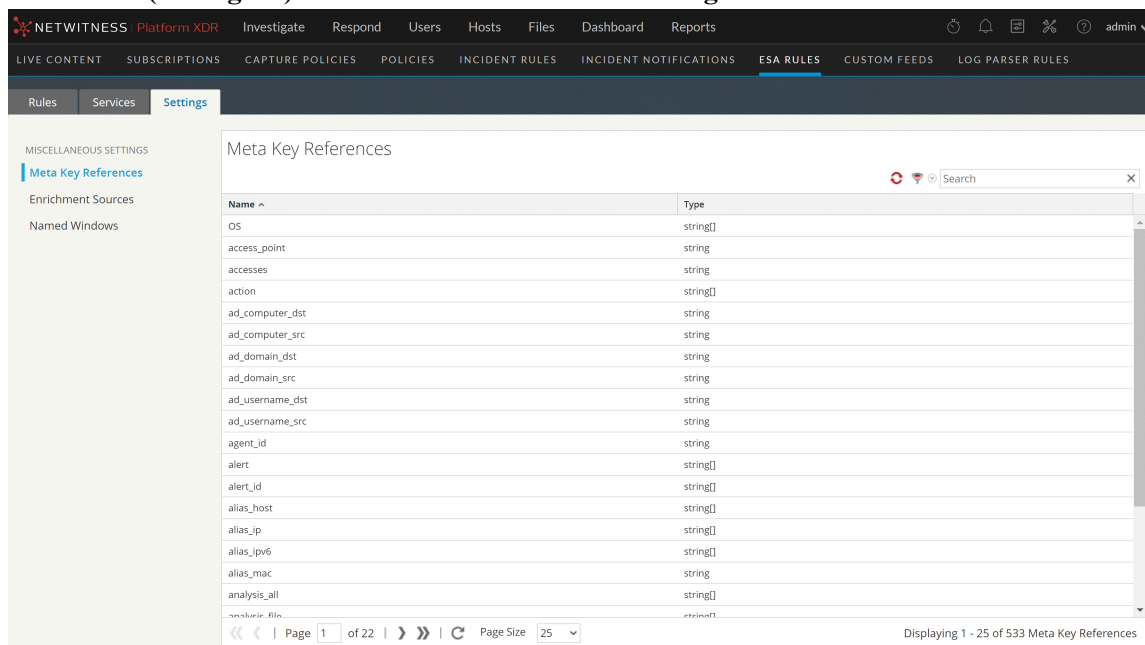 NETWITNESS Platform XDR Investigate Respond Users Hosts Files Dashboard Reports admin
LIVE CONTENT SUBSCRIPTIONS CAPTURE POLICIES POLICIES INCIDENT RULES INCIDENT NOTIFICATIONS ESA RULES CUSTOM FEEDS LOG PARSER RULES
Rules Services Settings
MISCELLANEOUS SETTINGS
Meta Key References
Enrichment Sources
Named Windows
Meta Key References
Search
Name Type
OS string[]
access_point string
accesses string
action string[]
ad_computer_dst string
ad_computer_src string
ad_domain_dst string
ad_domain_src string
ad_username_dst string
ad_username_src string
agent_id string
alert string[]
alert_id string[]
alias_host string[]
alias_ip string[]
alias_ipv6 string[]
alias_mac string
analysis_all string[]
analysis_file string[]
Page 1 of 22 Page Size 25 Displaying 1 - 25 of 533 Meta Key References